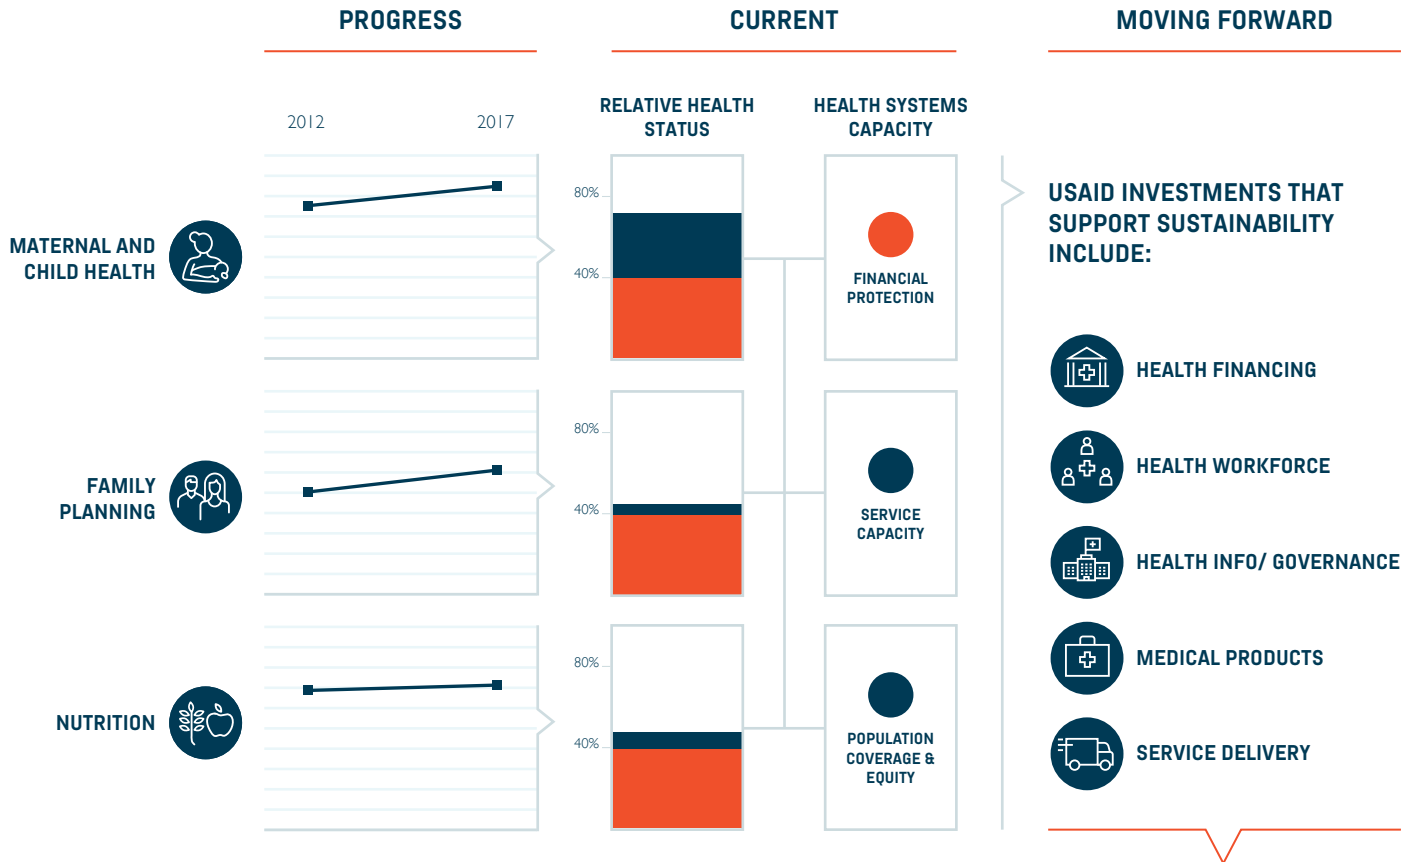 PROGRESS
CURRENT
MOVING FORWARD
2012
2017
RELATIVE HEALTH
STATUS
HEALTH SYSTEMS
CAPACITY
MATERNAL AND
CHILD HEALTH
80%
40%
FINANCIAL
PROTECTION
FAMILY
PLANNING
80%
40%
SERVICE
CAPACITY
NUTRITION
80%
40%
POPULATION
COVERAGE &
EQUITY
USAID INVESTMENTS THAT
SUPPORT SUSTAINABILITY
INCLUDE:
HEALTH FINANCING
HEALTH WORKFORCE
HEALTH INFO/ GOVERNANCE
MEDICAL PRODUCTS
SERVICE DELIVERY